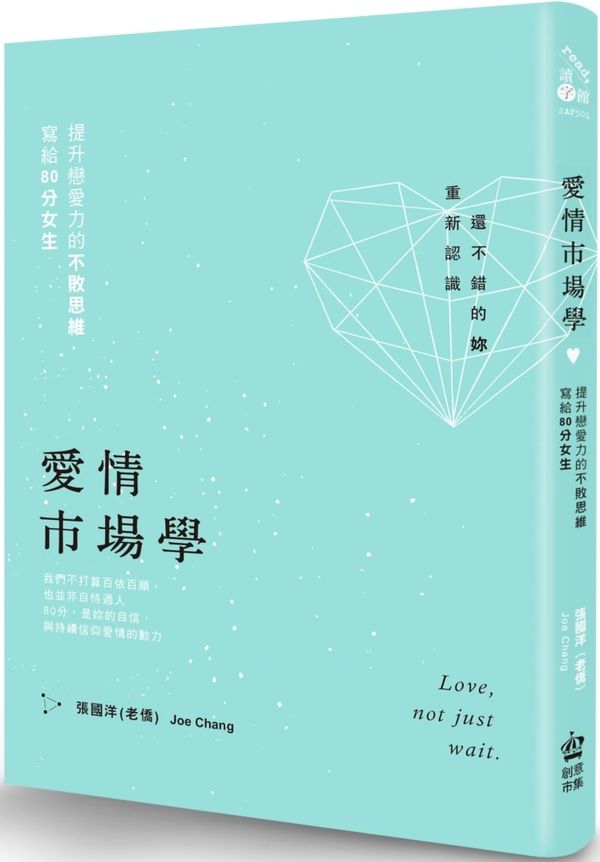 寫給80分女生
提升戀愛力的不敗思維
重新認識
還不錯的妳
愛情
市場學
我們不打算百依百順，
也並非自恃過人
80分，是妳的自信，
與持續信仰愛情的動力
張國洋(老僑) Joe Chang
Love,
not just
wait.
read,
讀字館
2AF501
愛情市場學
提升戀愛力的不敗思維
寫給80分女生
張國洋（老僑）
Joe Chang
創意
市集